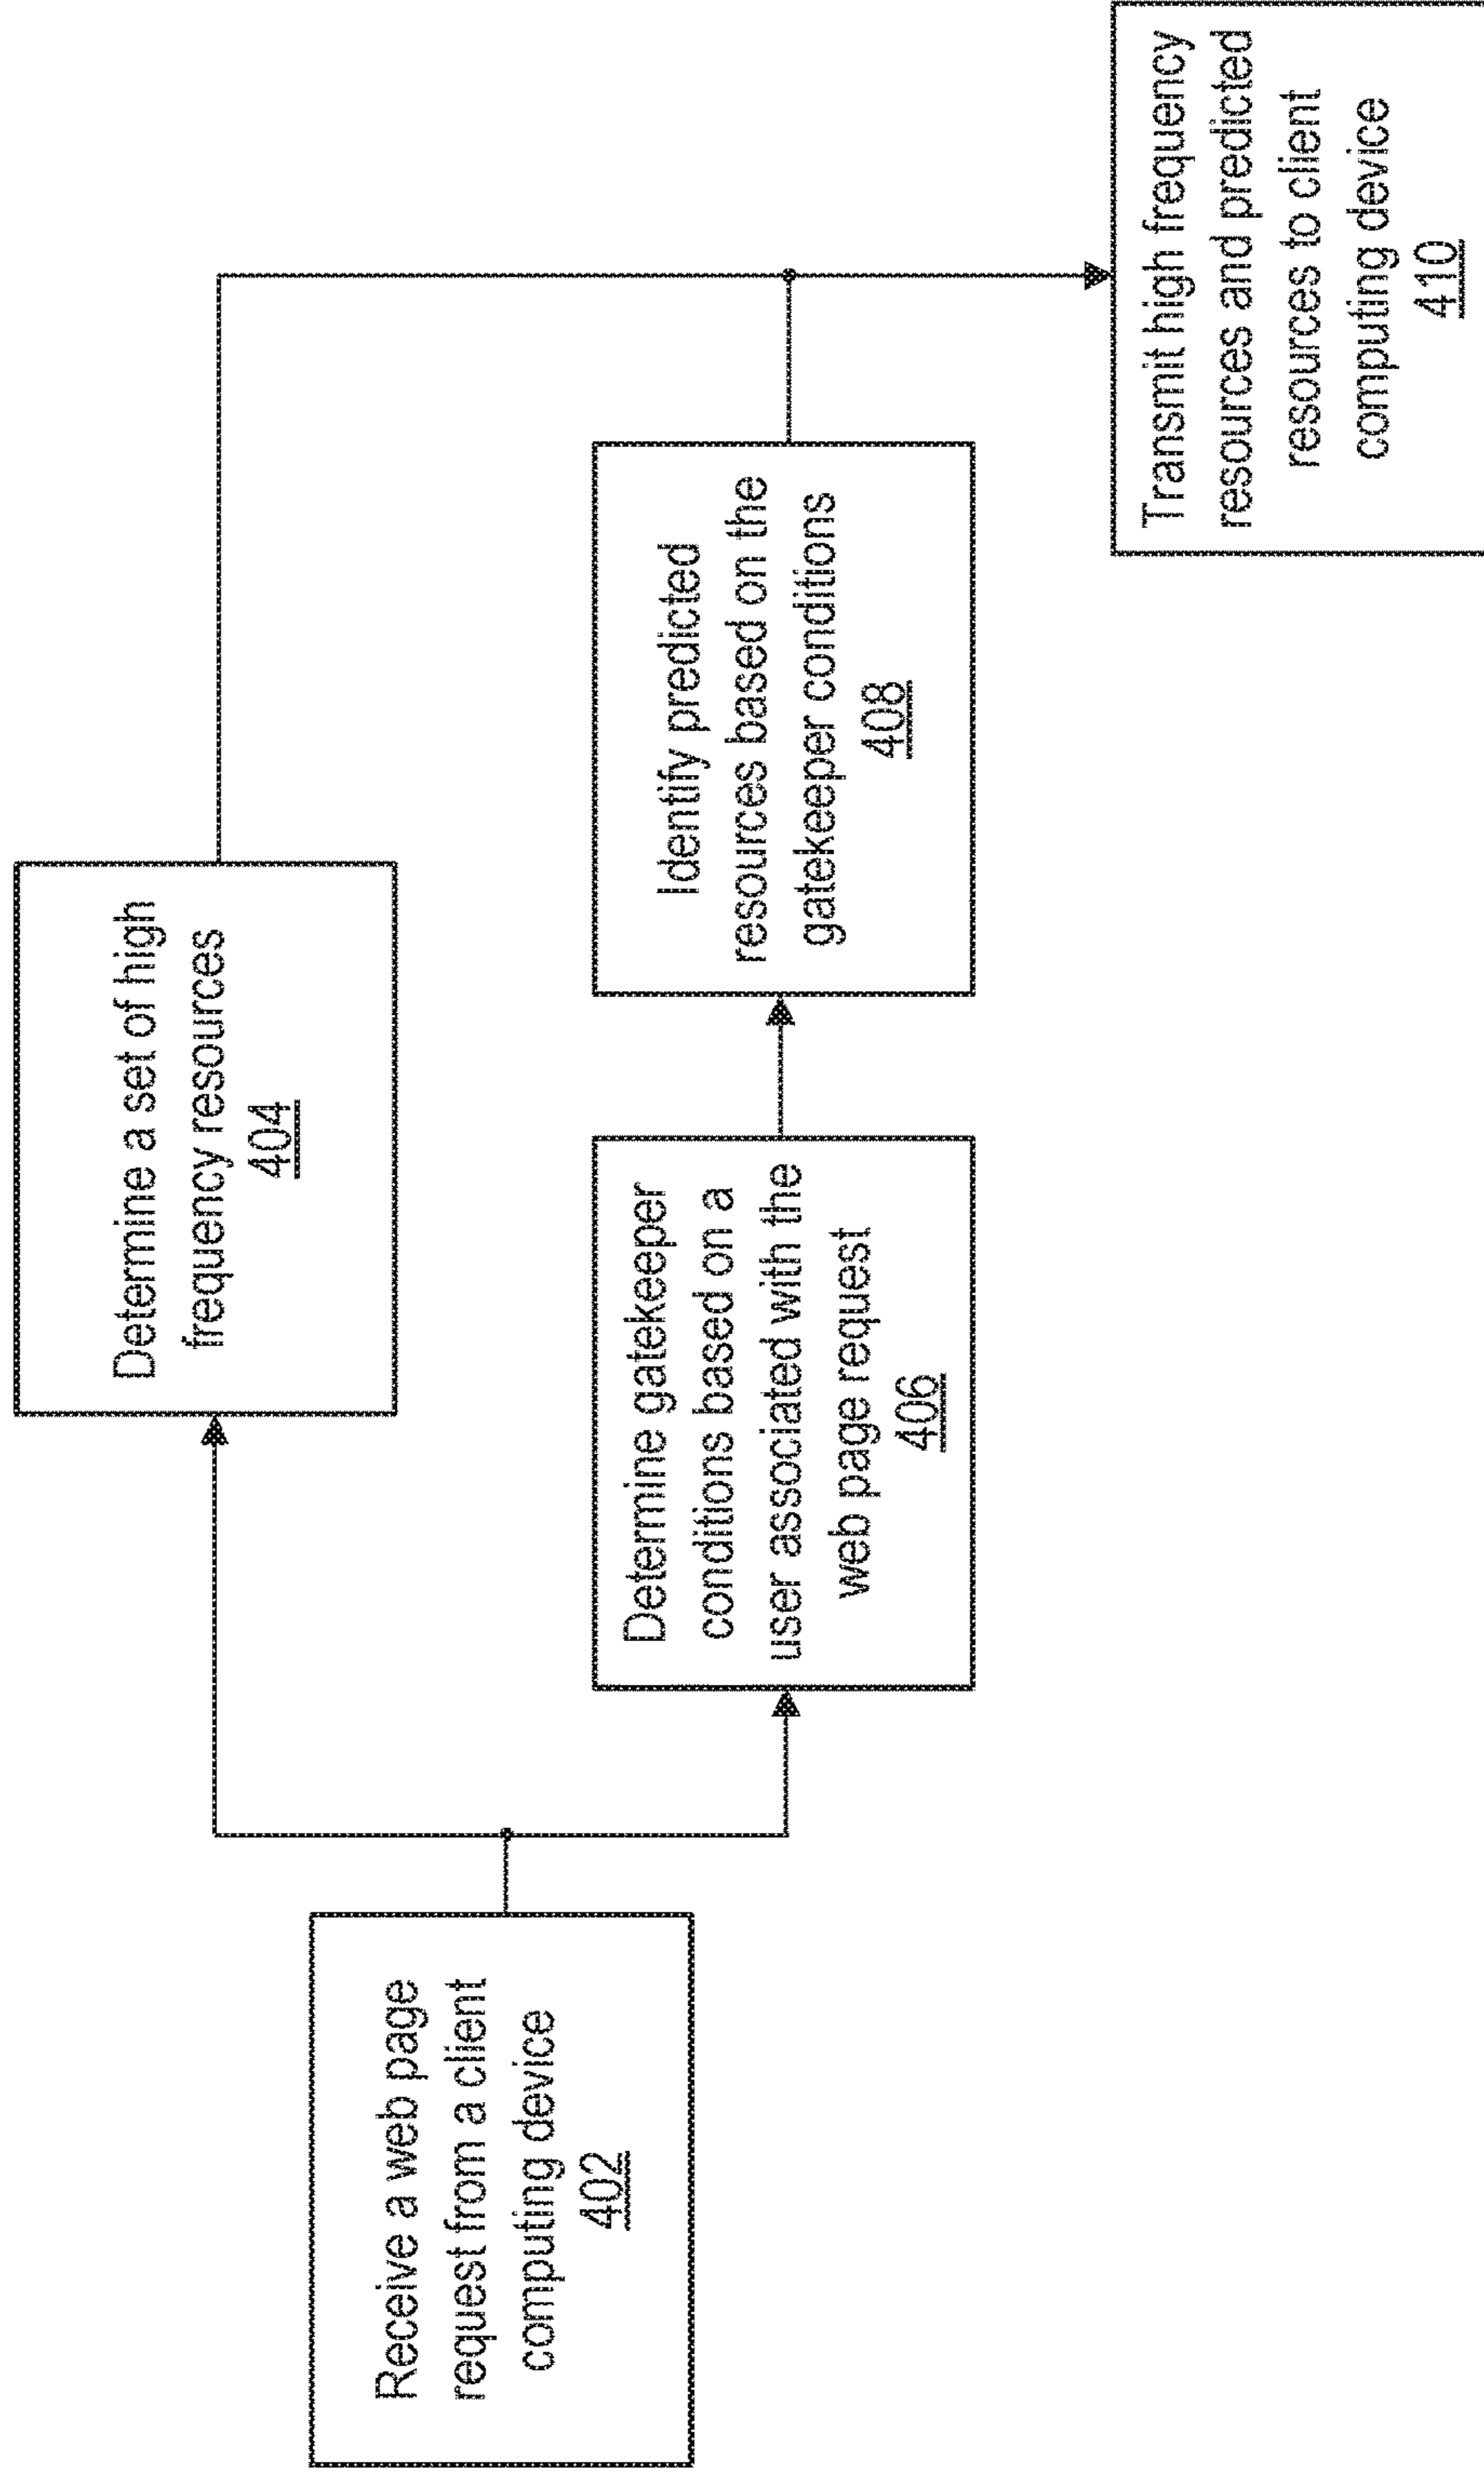 Receive a web page
request from a client
computing device
402
Determine a set of high
frequency resources
404
Determine gatekeeper
conditions based on a
user associated with the
web page request
406
Identify predicted
resources based on the
gatekeeper conditions
408
Transmit high frequency
resources and predicted
resources to client
computing device
410